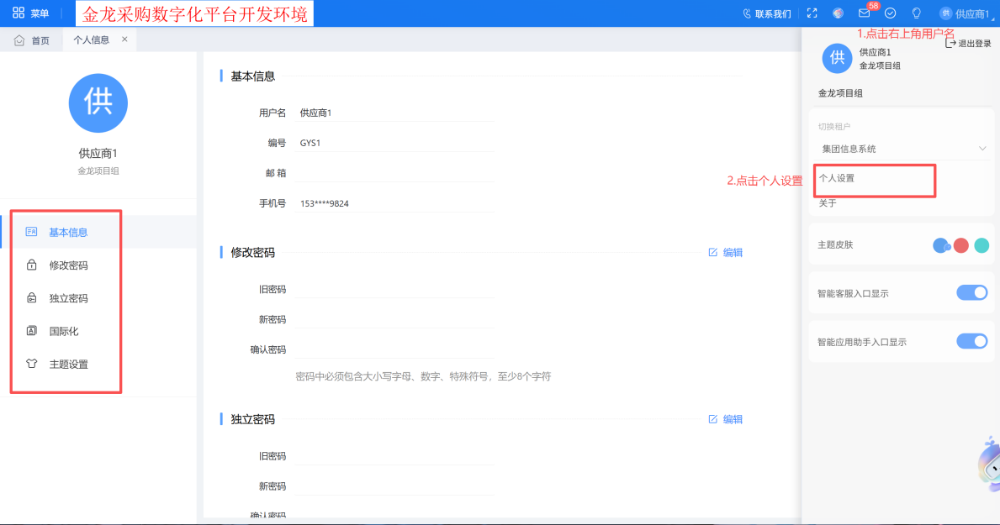 菜单
金龙采购数字化平台开发环境
联系我们
58
供
供应商1
首页
个人信息
1.点击右上角用户名
退出登录
供
供应商1
金龙项目组
金龙项目组
切换租户
集团信息系统
2.点击个人设置
个人设置
关于
主题皮肤
智能客服入口显示
智能应用助手入口显示
供
供应商1
金龙项目组
基本信息
修改密码
独立密码
国际化
主题设置
基本信息
用户名
供应商1
编号
GYS1
邮箱
手机号
153****9824
修改密码
编辑
旧密码
新密码
确认密码
密码中必须包含大小写字母、数字、特殊符号，至少8个字符
独立密码
编辑
旧密码
新密码
确认密码